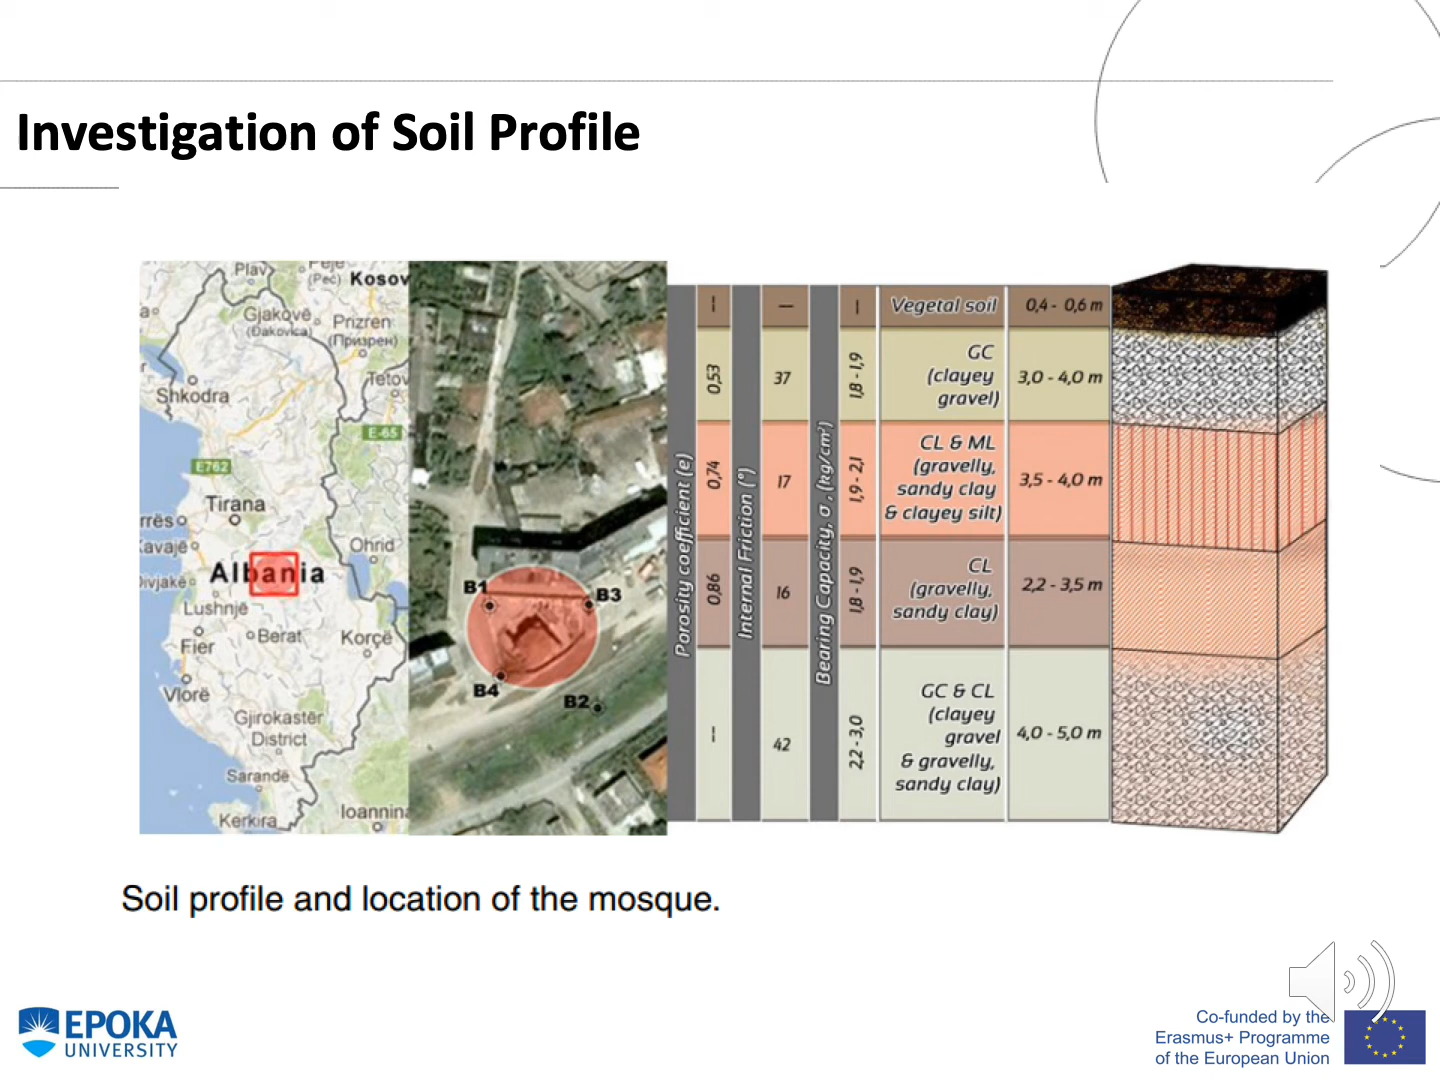 Investigation of Soil Profile
Plav
Peje
(Pec)
Kosov
Gjakovë
(Đakovica)
Prizren
(Призрен)
Tetov
Shkodra
E-65
E762
Tirana
rrës
Kavajë
Ohrid
Divjakë
Albania
Lushnjë
Berat
Korçë
Fier
Vlorë
Gjirokastër
District
Sarandë
Ioannina
Kerkira
B1
B3
B4
B2
Porosity coefficient (e)
0,53
0,74
0,86
--
Internal Friction (°)
—
37
17
16
42
Bearing Capacity, σ, (kg/cm²)
1,8 - 1,9
1,9 - 2,1
1,8 - 1,9
2,2 - 3,0
Vegetal soil
0,4 - 0,6 m
GC
(clayey
gravel)
3,0 - 4,0 m
CL & ML
(gravelly,
sandy clay
& clayey silt)
3,5 - 4,0 m
CL
(gravelly,
sandy clay)
2,2 - 3,5 m
GC & CL
(clayey
gravel
& gravelly,
sandy clay)
4,0 - 5,0 m
Soil profile and location of the mosque.
EPOKA
UNIVERSITY
Co-funded by the
Erasmus+ Programme
of the European Union